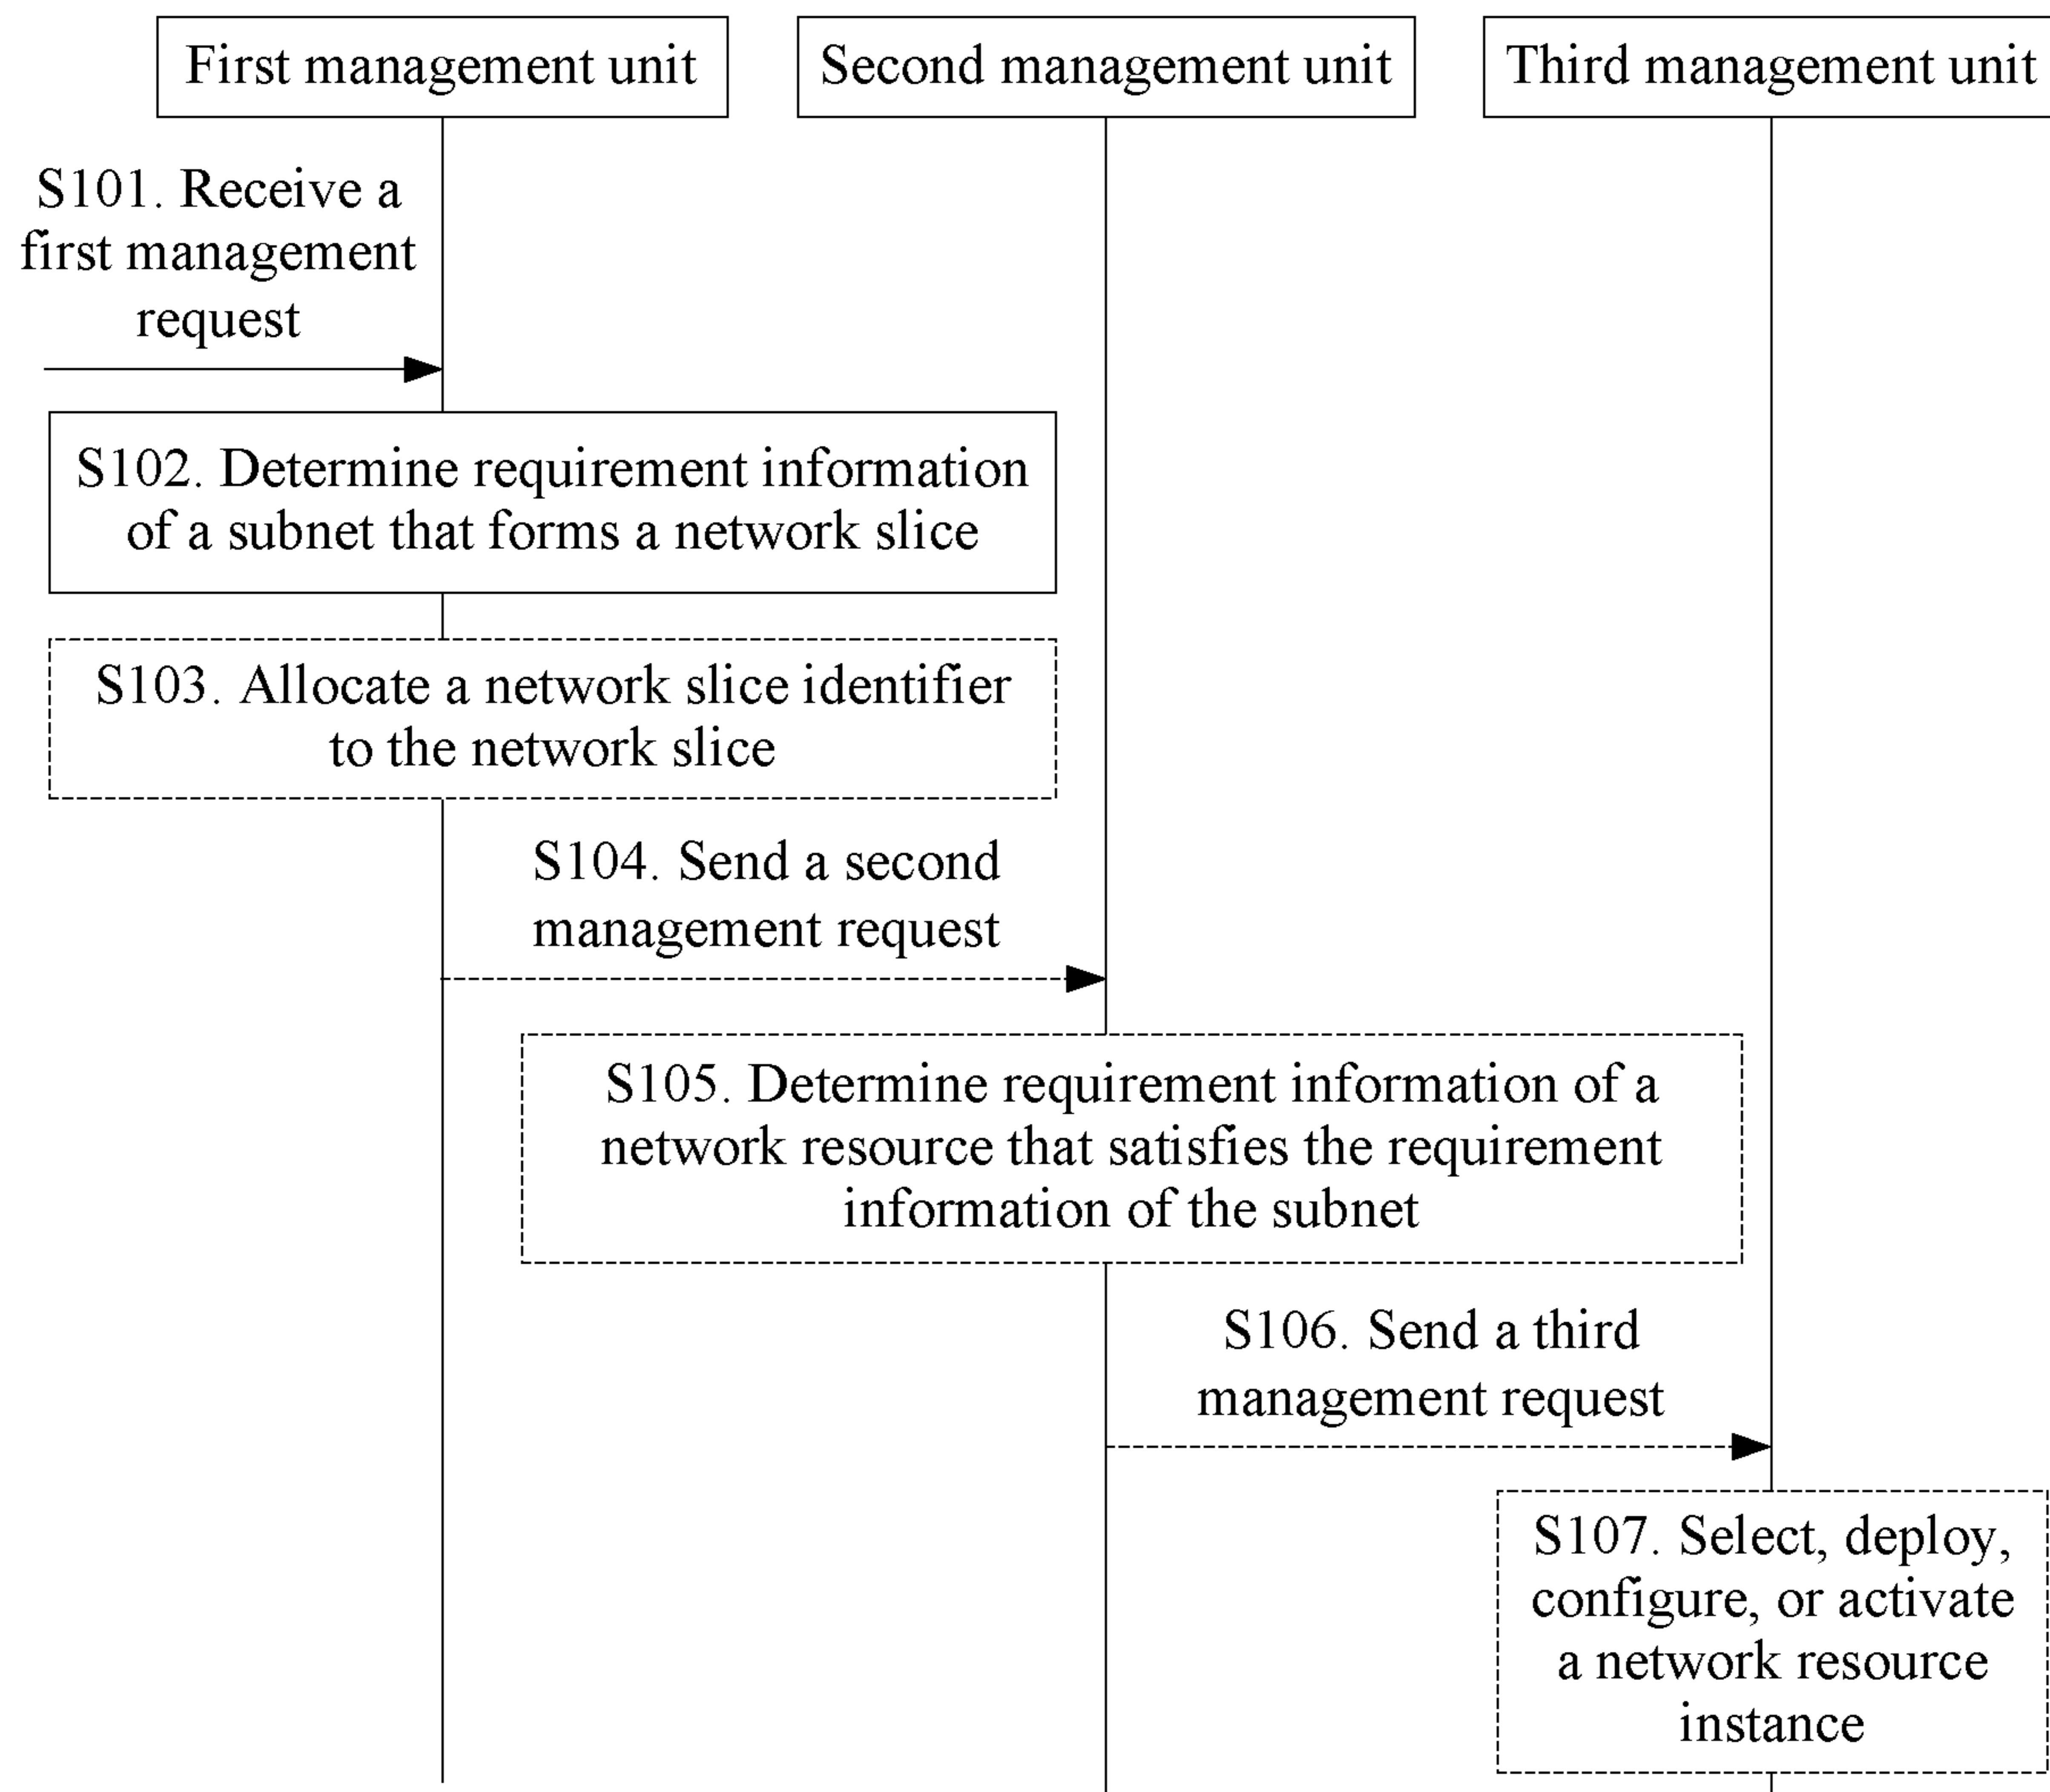 First management unit
Second management unit
Third management unit
S101. Receive a
first management
request
S102. Determine requirement information
of a subnet that forms a network slice
S103. Allocate a network slice identifier
to the network slice
S104. Send a second
management request
S105. Determine requirement information of a
network resource that satisfies the requirement
information of the subnet
S106. Send a third
management request
S107. Select, deploy,
configure, or activate
a network resource
instance